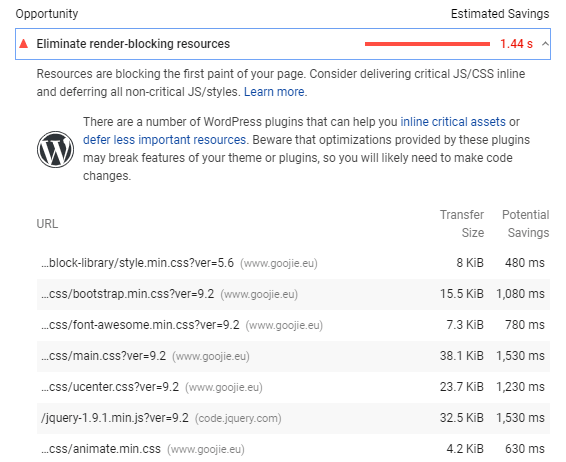 Opportunity Estimated Savings
Eliminate render-blocking resources 1.44 s
Resources are blocking the first paint of your page. Consider delivering critical JS/CSS inline
and deferring all non-critical JS/styles. Learn more.
There are a number of WordPress plugins that can help you inline critical assets or
defer less important resources. Beware that optimizations provided by these plugins
may break features of your theme or plugins, so you will likely need to make code
changes.
URL Transfer Size Potential Savings
…block-library/style.min.css?ver=5.6 (www.goojie.eu) 8 KiB 480 ms
…css/bootstrap.min.css?ver=9.2 (www.goojie.eu) 15.5 KiB 1,080 ms
…css/font-awesome.min.css?ver=9.2 (www.goojie.eu) 7.3 KiB 780 ms
…css/main.css?ver=9.2 (www.goojie.eu) 38.1 KiB 1,530 ms
…css/ucenter.css?ver=9.2 (www.goojie.eu) 23.7 KiB 1,230 ms
/jquery-1.9.1.min.js?ver=9.2 (code.jquery.com) 32.5 KiB 1,530 ms
…css/animate.min.css (www.goojie.eu) 4.2 KiB 630 ms